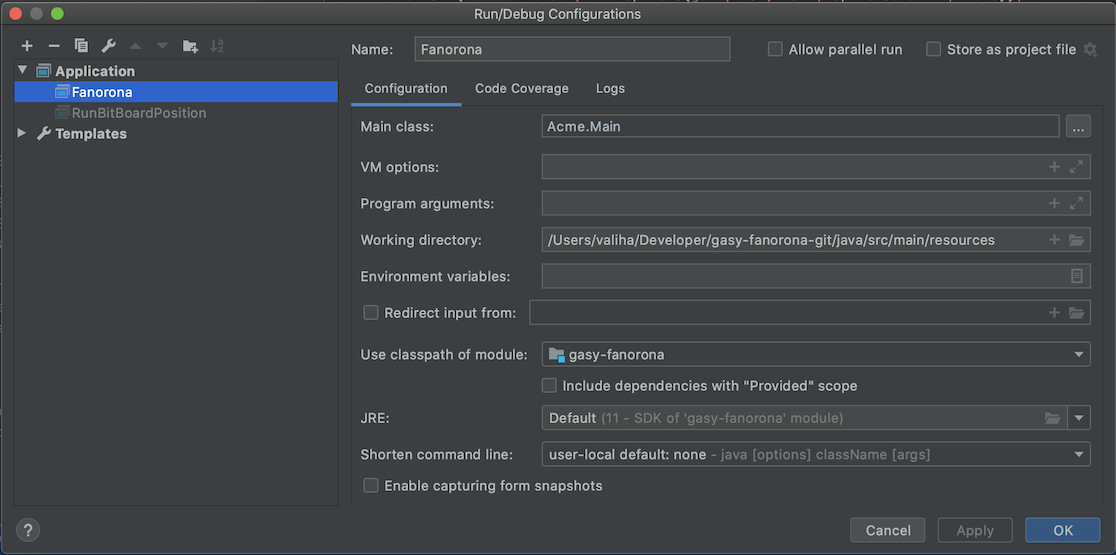 Run/Debug Configurations
Name: Fanorona Allow parallel run Store as project file
Application
Fanorona
RunBitBoardPosition
Templates
Configuration Code Coverage Logs
Main class: Acme.Main ...
VM options:
Program arguments:
Working directory: /Users/valiha/Developer/gasy-fanorona-git/java/src/main/resources
Environment variables:
Redirect input from:
Use classpath of module: gasy-fanorona
Include dependencies with "Provided" scope
JRE: Default (11 - SDK of 'gasy-fanorona' module)
Shorten command line: user-local default: none - java [options] className [args]
Enable capturing form snapshots
? Cancel Apply OK